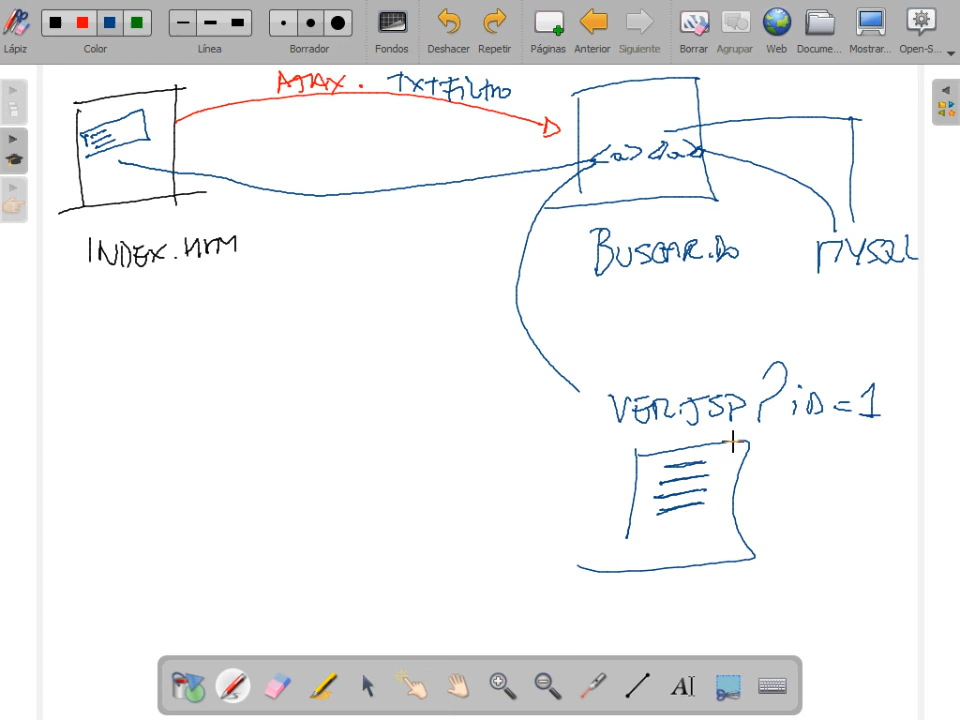 Lápiz Color Línea Borrador Fondos Deshacer Repetir Páginas Anterior Siguiente Borrar Agrupar Web Docume... Mostrar... Open-S...
AJAX. TXTFiltro
<a></a>
INDEX.HTM
BUSCAR.DO
MYSQL
VER.JSP?iD=1
AI